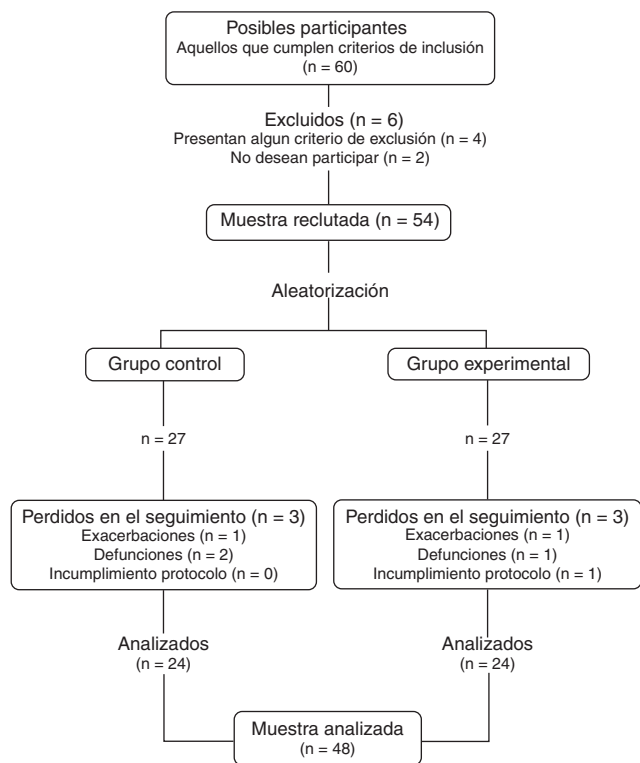 Posibles participantes
Aquellos que cumplen criterios de inclusión
(n = 60)
Excluidos (n = 6)
Presentan algun criterio de exclusión (n = 4)
No desean participar (n = 2)
Muestra reclutada (n = 54)
Aleatorización
Grupo control
n = 27
Perdidos en el seguimiento (n = 3)
Exacerbaciones (n = 1)
Defunciones (n = 2)
Incumplimiento protocolo (n = 0)
Analizados
(n = 24)
Grupo experimental
n = 27
Perdidos en el seguimiento (n = 3)
Exacerbaciones (n = 1)
Defunciones (n = 1)
Incumplimiento protocolo (n = 1)
Analizados
(n = 24)
Muestra analizada
(n = 48)